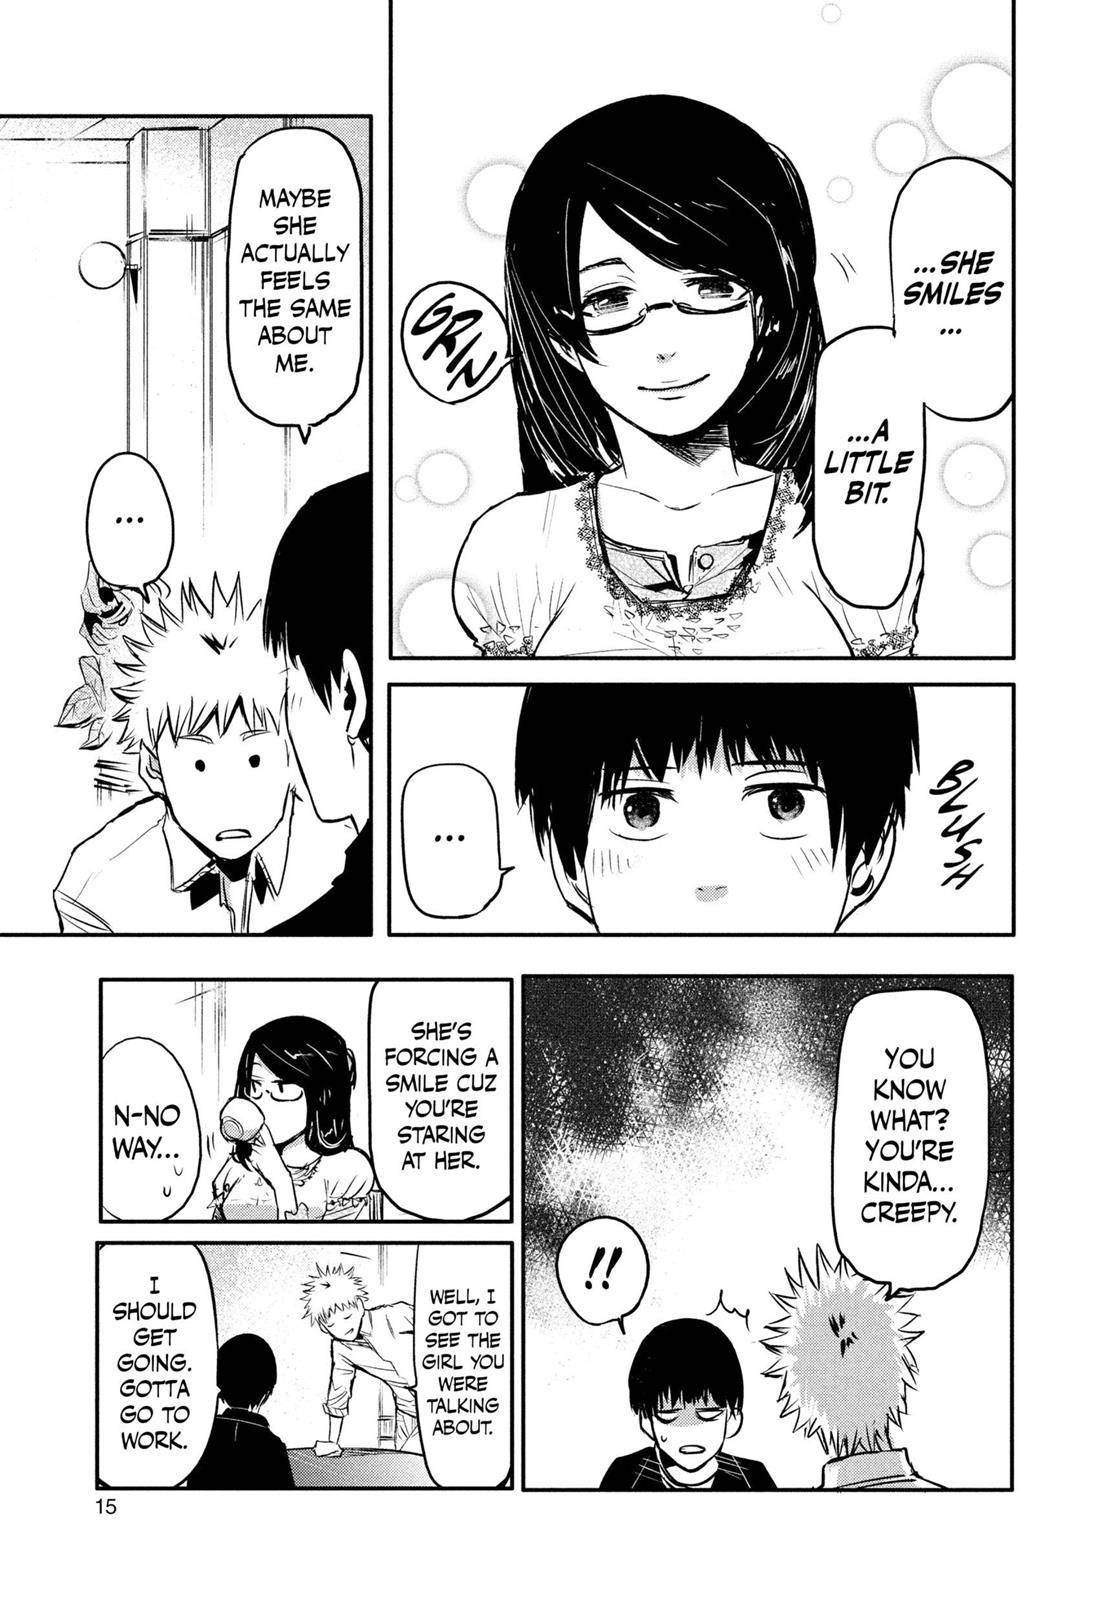 ...SHE
SMILES
...
...A
LITTLE
BIT.
GRIN
BLUSH
...
MAYBE
SHE
ACTUALLY
FEELS
THE SAME
ABOUT
ME.
...
YOU
KNOW
WHAT?
YOU'RE
KINDA...
CREEPY.
!!
SHE'S
FORCING A
SMILE CUZ
YOU'RE
STARING
AT HER.
N-NO
WAY...
WELL, I
GOT TO
SEE THE
GIRL YOU
WERE
TALKING
ABOUT.
I
SHOULD
GET
GOING.
GOTTA
GO TO
WORK.
15